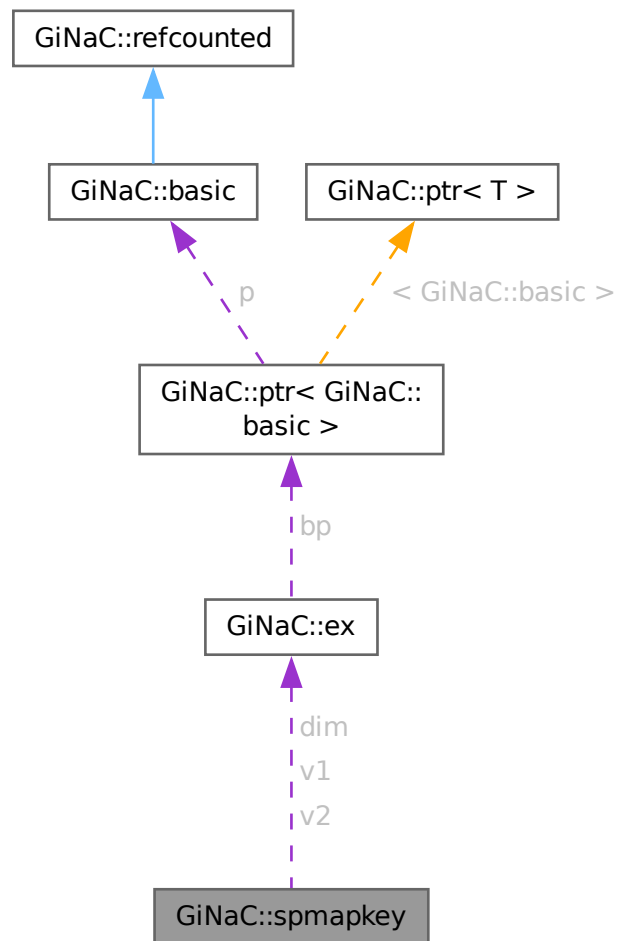 GiNaC::refcounted
GiNaC::basic
GiNaC::ptr< T >
p
< GiNaC::basic >
GiNaC::ptr< GiNaC::
basic >
bp
GiNaC::ex
dim
v1
v2
GiNaC::spmapkey